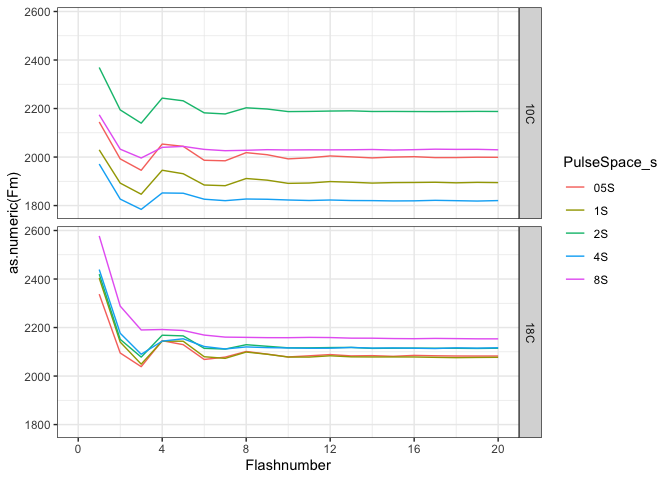 2600
2400
2200
2000
1800
10C
2600
2400
2200
2000
1800
18C
as.numeric(Fm)
0 4 8 12 16 20
Flashnumber
PulseSpace_s
05S
1S
2S
4S
8S